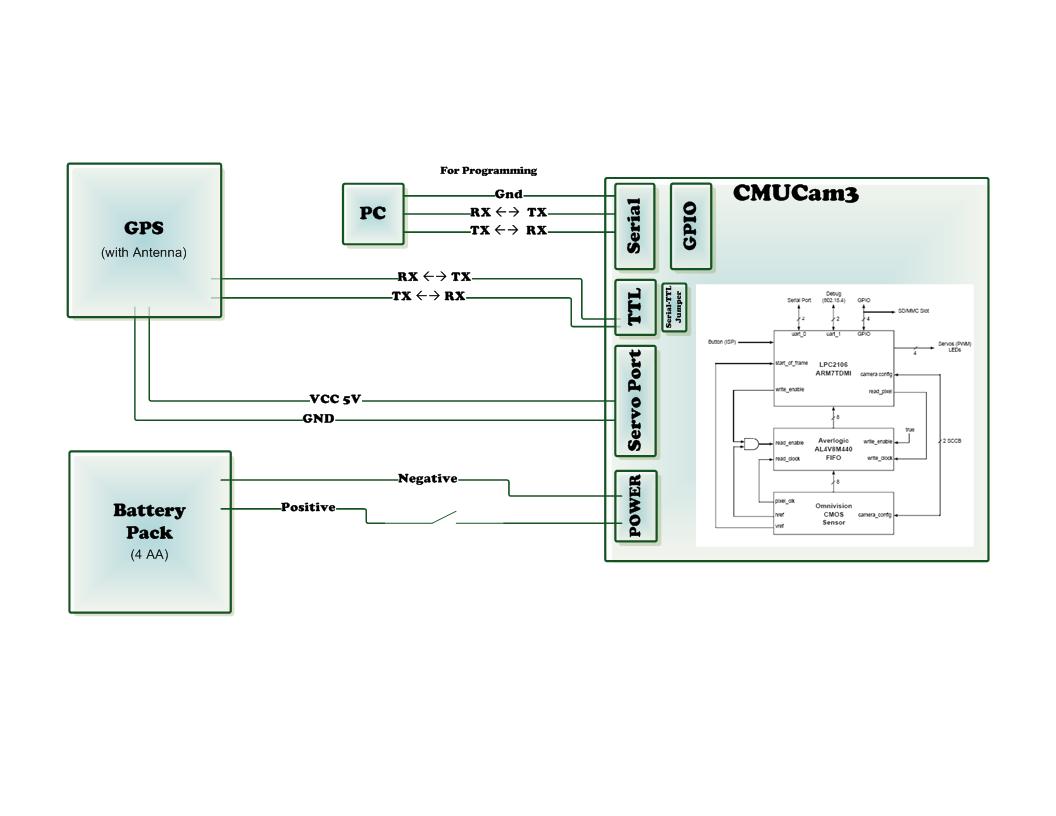 For Programming
CMUCam3
GPS
(with Antenna)
PC
Gnd
RX <--> TX
TX <--> RX
Serial
GPIO
RX <--> TX
TX <--> RX
TTL
Serial-TTL
Jumper
VCC 5V
GND
Servo Port
Battery
Pack
(4 AA)
Negative
Positive
POWER
Serial Port
Debug
(802.15.4)
GPIO
SD/MMC Slot
2
2
4
uart_0
uart_1
GPIO
Button (ISP)
Servos (PWM)
LEDs
4
start_of_frame
LPC2106
ARM7TDMI
camera config
write_enable
read_pixel
8
true
read_enable
Averlogic
AL4V8M440
FIFO
write_enable
2 SCCB
read_clock
write_clock
8
pixel_clk
Omnivision
CMOS
Sensor
href
camera_config
vref